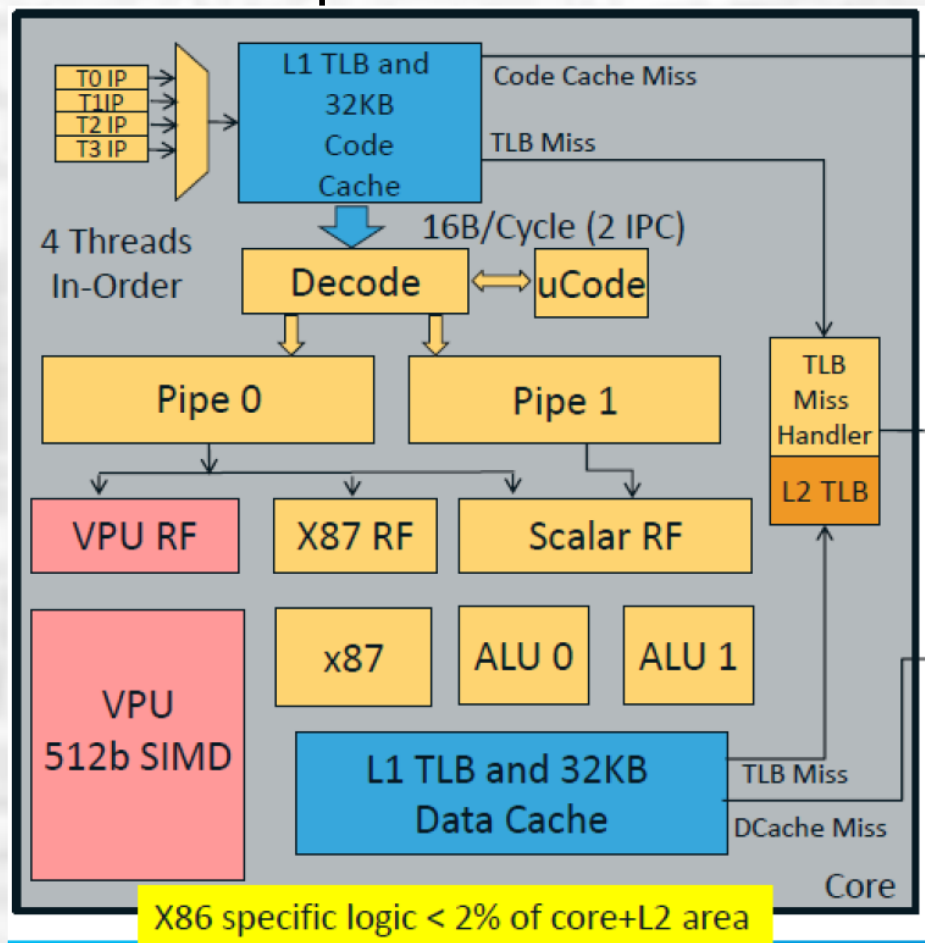 T0 IP
T1IP
T2 IP
T3 IP
L1 TLB and
32KB
Code
Cache
Code Cache Miss
TLB Miss
4 Threads
In-Order
16B/Cycle (2 IPC)
Decode
uCode
Pipe 0
Pipe 1
TLB
Miss
Handler
L2 TLB
VPU RF
X87 RF
Scalar RF
VPU
512b SIMD
x87
ALU 0
ALU 1
L1 TLB and 32KB
Data Cache
TLB Miss
DCache Miss
Core
X86 specific logic < 2% of core+L2 area